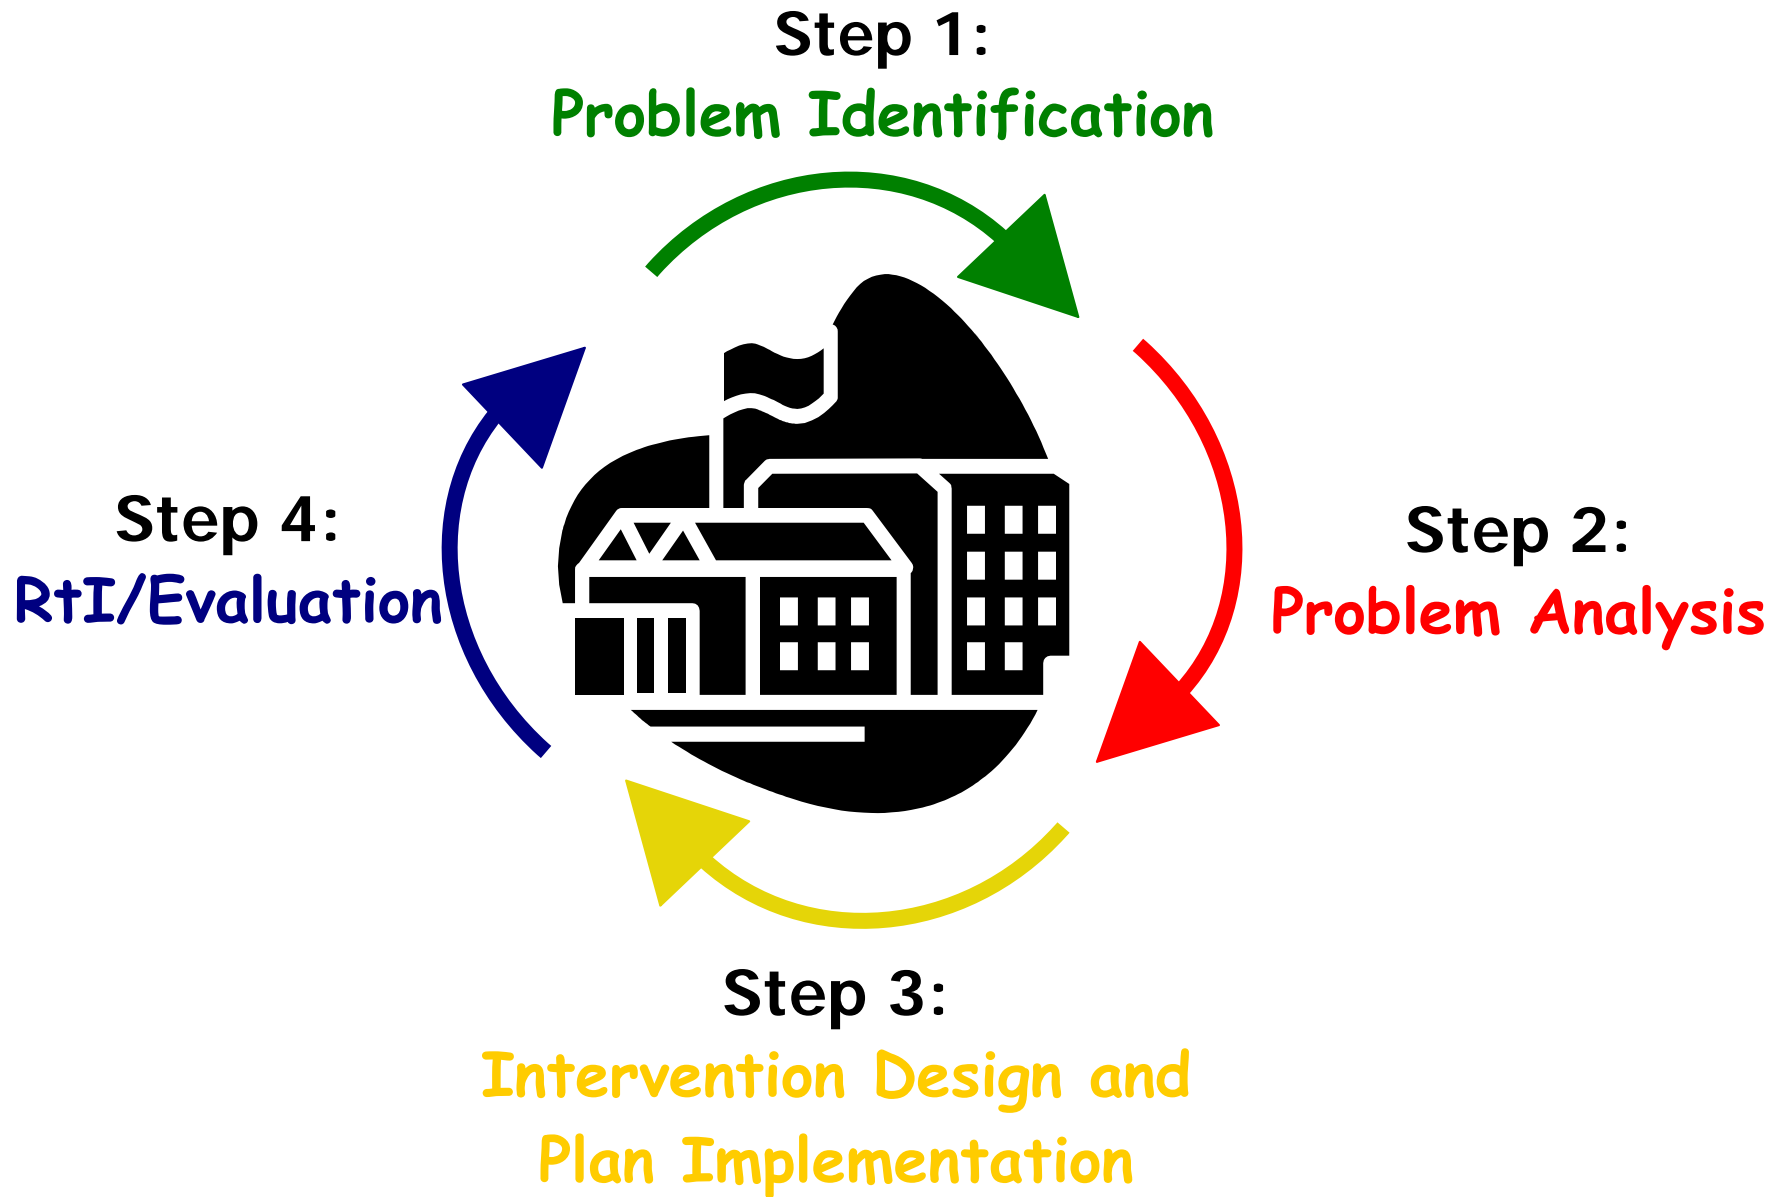 Step 1:
Problem Identification
Step 2:
Problem Analysis
Step 3:
Intervention Design and
Plan Implementation
Step 4:
RtI/Evaluation